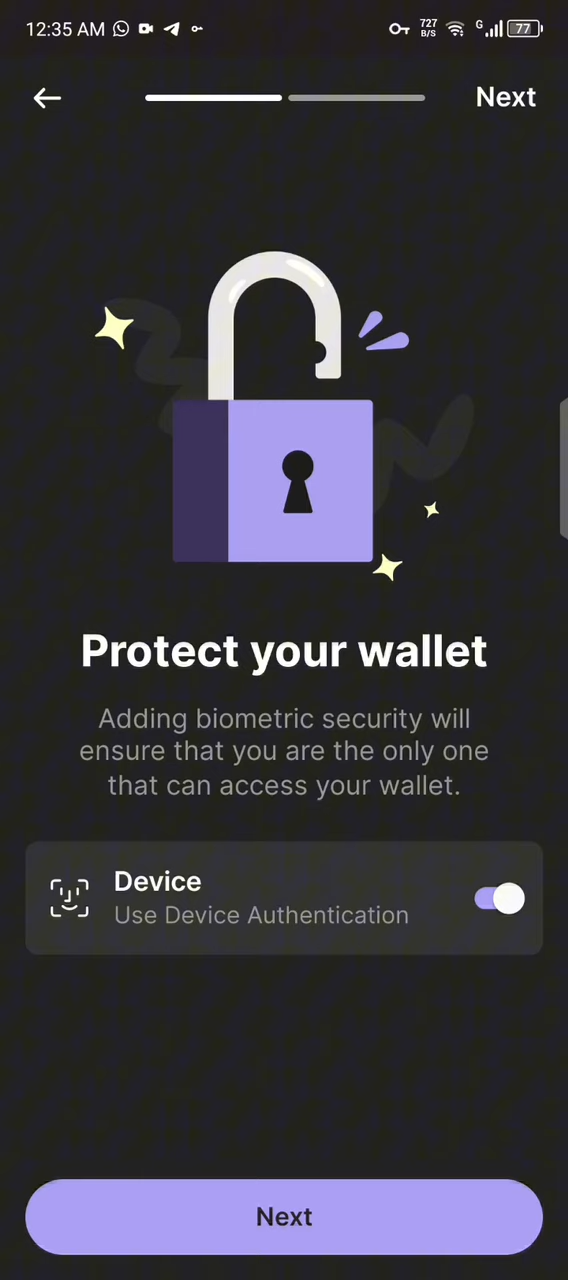 12:35 AM 727 B/S G 77
Next
Protect your wallet
Adding biometric security will
ensure that you are the only one
that can access your wallet.
Device
Use Device Authentication
Next